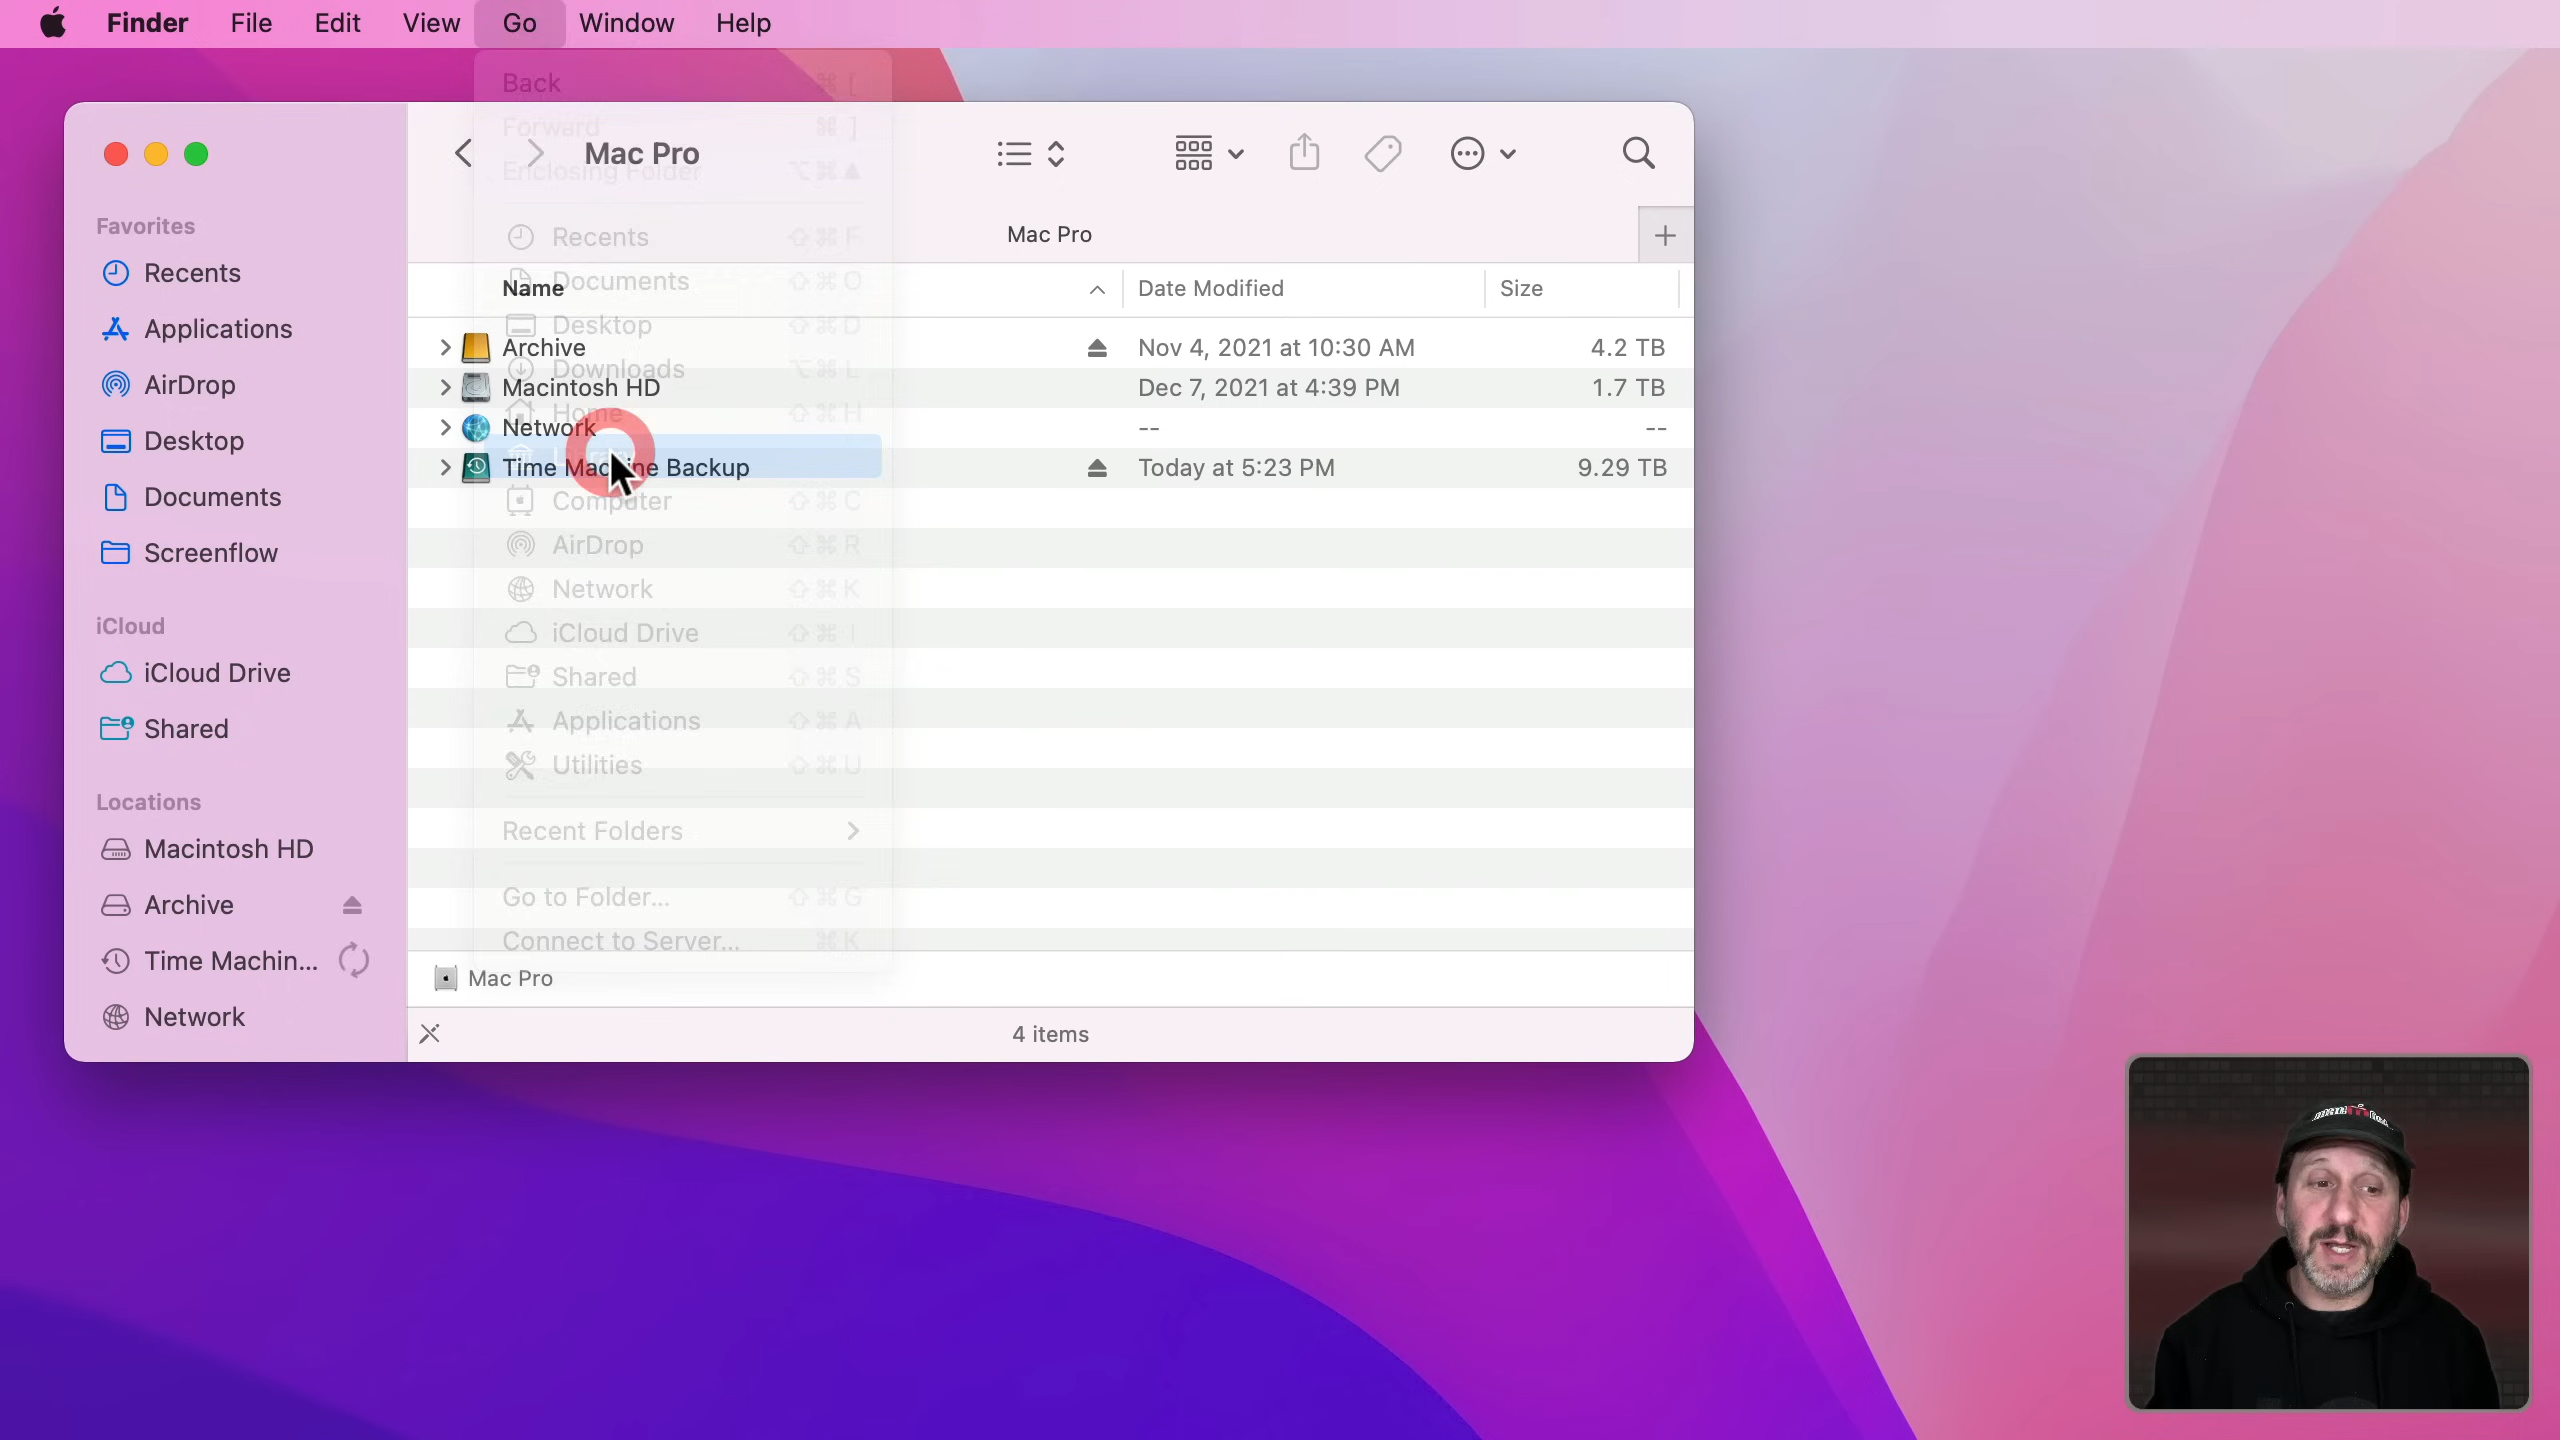 Finder File Edit View Go Window Help
Back ⌘ [
Forward ⌘ ]
Enclosing Folder ⌥⌘▲
Mac Pro
Favorites
Recents
Applications
AirDrop
Desktop
Documents
Screenflow
iCloud
iCloud Drive
Shared
Locations
Macintosh HD
Archive
Time Machin...
Network
Mac Pro
Name Date Modified Size
Archive Nov 4, 2021 at 10:30 AM 4.2 TB
Macintosh HD Dec 7, 2021 at 4:39 PM 1.7 TB
Network -- --
Time Machine Backup Today at 5:23 PM 9.29 TB
Recents ⇧⌘F
Documents ⇧⌘O
Desktop ⇧⌘D
Downloads ⌥⌘L
Home ⇧⌘H
Computer ⇧⌘C
AirDrop ⇧⌘R
Network ⇧⌘K
iCloud Drive ⇧⌘I
Shared ⇧⌘S
Applications ⇧⌘A
Utilities ⇧⌘U
Recent Folders
Go to Folder... ⇧⌘G
Connect to Server... ⌘K
Mac Pro
4 items